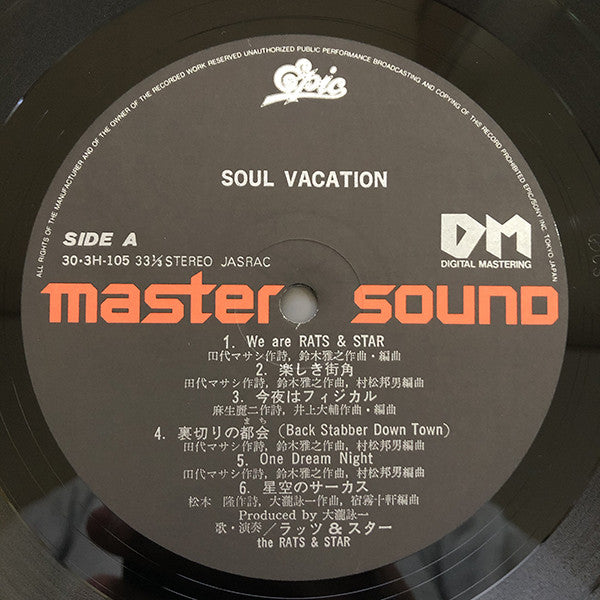 ALL RIGHTS OF THE MANUFACTURER AND OF THE OWNER OF THE RECORDED WORK RESERVED UNAUTHORIZED PUBLIC PERFORMANCE BROADCASTING AND COPYING OF THIS RECORD PROHIBITED EPIC/SONY INC. TOKYO JAPAN
Epic
SOUL VACATION
SIDE A
DM
30・3H-105 33⅓ STEREO JASRAC
DIGITAL MASTERING
master sound
1. We are RATS & STAR
田代マサシ作詩, 鈴木雅之作曲・編曲
2. 楽しき街角
田代マサシ作詩, 鈴木雅之作曲, 村松邦男編曲
3. 今夜はフィジカル
麻生麗二作詩, 井上大輔作曲・編曲
4. 裏切りの都会 (Back Stabber Down Town)
まち
田代マサシ作詩, 鈴木雅之作曲, 村松邦男編曲
5. One Dream Night
田代マサシ作詩, 鈴木雅之作曲, 村松邦男編曲
6. 星空のサーカス
松本 隆作詩, 大瀧詠一作曲, 宿霧十軒編曲
Produced by 大瀧詠一
歌・演奏/ラッツ&スター
the RATS & STAR